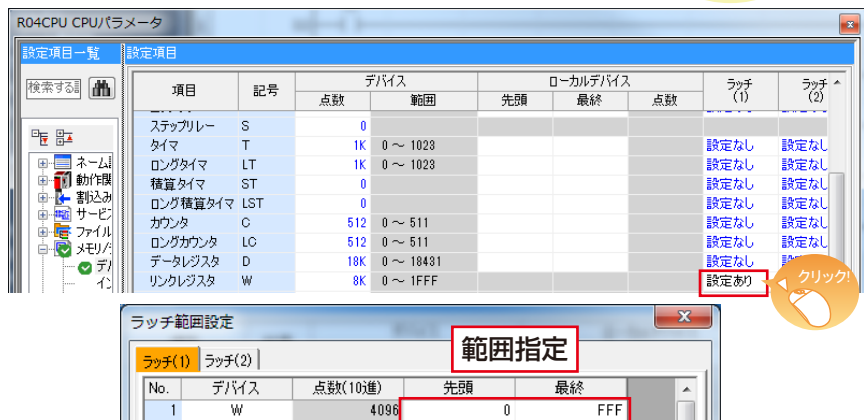 R04CPU CPUパラメータ
設定項目一覧 設定項目
検索する
項目 記号 デバイス ローカルデバイス ラッチ(1) ラッチ(2)
点数 範囲 先頭 最終 点数
ステップリレー S 0
タイマ T 1K 0 ～ 1023 設定なし 設定なし
ロングタイマ LT 1K 0 ～ 1023 設定なし 設定なし
積算タイマ ST 0 設定なし 設定なし
ロング積算タイマ LST 0 設定なし 設定なし
カウンタ C 512 0 ～ 511 設定なし 設定なし
ロングカウンタ LC 512 0 ～ 511 設定なし 設定なし
データレジスタ D 18K 0 ～ 18431 設定なし
リンクレジスタ W 8K 0 ～ 1FFF 設定あり
ネーム
動作関
割込み
サービ
ファイル
メモリ/
デ
イ
クリック!
ラッチ範囲設定
範囲指定
ラッチ(1) ラッチ(2)
No. デバイス 点数(10進) 先頭 最終
1 W 4096 0 FFF